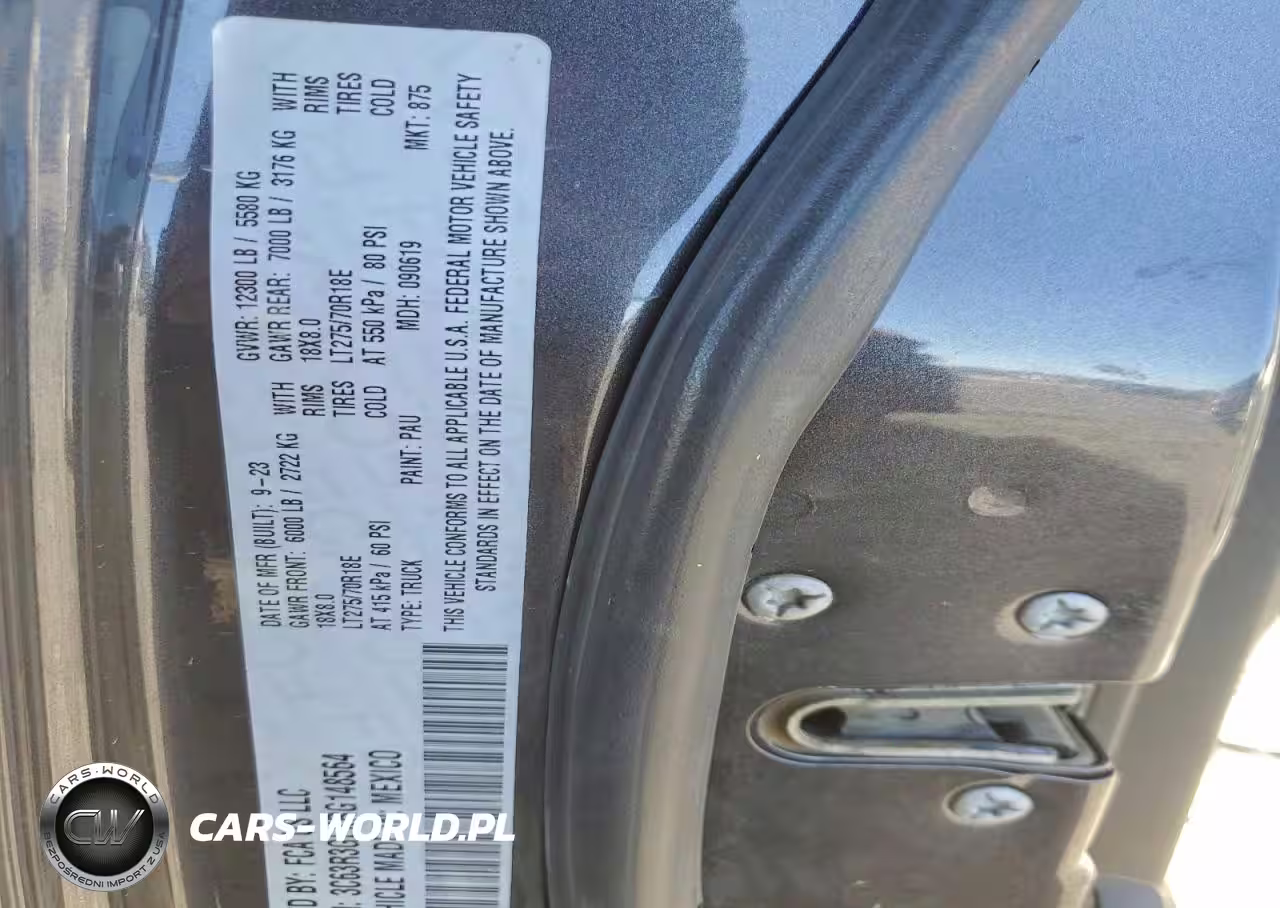 D BY: FCA US LLC
DATE OF MFR (BUILT): 9-23
GVWR: 12300 LB / 5580 KG
GAWR FRONT: 6000 LB / 2722 KG WITH
GAWR REAR: 7000 LB / 3176 KG WITH
18X8.0 RIMS
18X8.0 RIMS
LT275/70R18E TIRES
LT275/70R18E TIRES
AT 415 kPa / 60 PSI COLD
AT 550 kPa / 80 PSI COLD
TYPE: TRUCK PAINT: PAU MDH: 090619 MKT: 875
THIS VEHICLE CONFORMS TO ALL APPLICABLE U.S.A. FEDERAL MOTOR VEHICLE SAFETY
STANDARDS IN EFFECT ON THE DATE OF MANUFACTURE SHOWN ABOVE.
MEXICO
CARS-WORLD
CW
BEZPOŚREDNI IMPORT Z USA
CARS-WORLD.PL